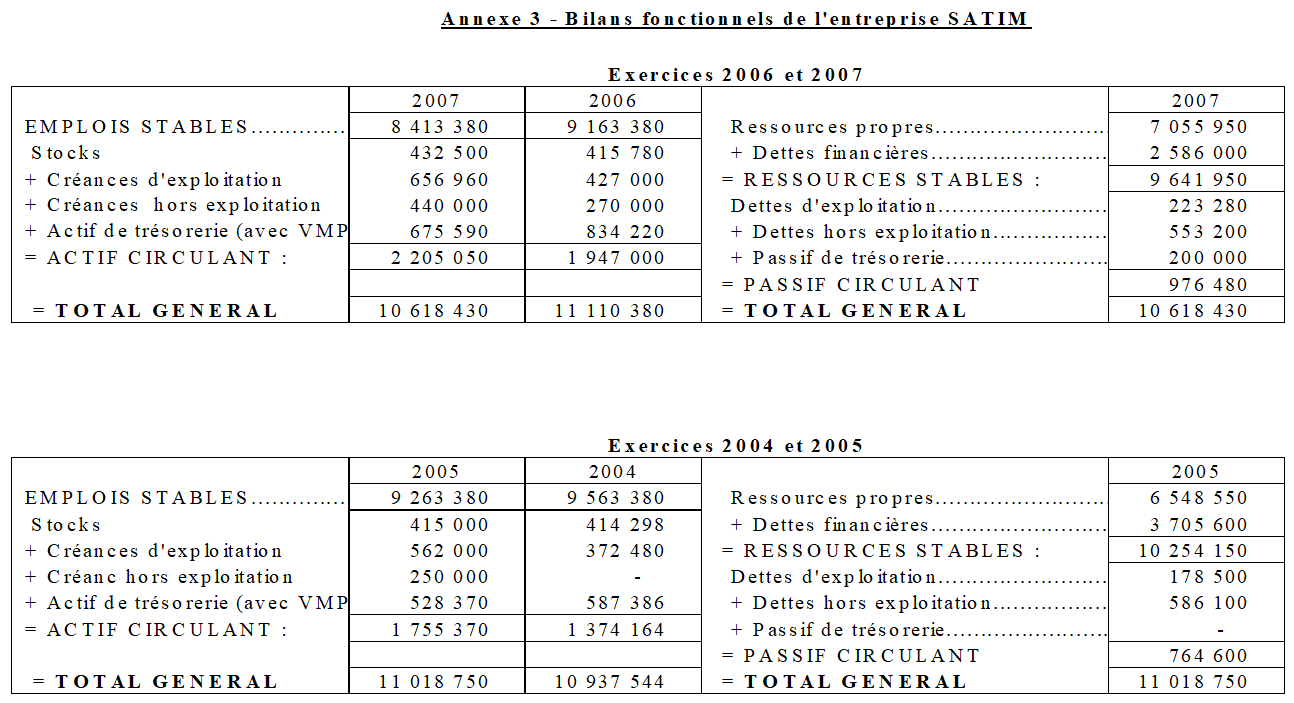 Annexe 3 - Bilans fonctionnels de l'entreprise SATIM
Exercices 2006 et 2007
2007 2006 2007
EMPLOIS STABLES.............. 8 413 380 9 163 380 Ressources propres......................... 7 055 950
Stocks 432 500 415 780 + Dettes financières.......................... 2 586 000
+ Créances d'exploitation 656 960 427 000 = RESSOURCES STABLES : 9 641 950
+ Créances hors exploitation 440 000 270 000 Dettes d'exploitation......................... 223 280
+ Actif de trésorerie (avec VMP 675 590 834 220 + Dettes hors exploitation................. 553 200
= ACTIF CIRCULANT : 2 205 050 1 947 000 + Passif de trésorerie........................ 200 000
= PASSIF CIRCULANT 976 480
= TOTAL GENERAL 10 618 430 11 110 380 = TOTAL GENERAL 10 618 430
Exercices 2004 et 2005
2005 2004 2005
EMPLOIS STABLES.............. 9 263 380 9 563 380 Ressources propres......................... 6 548 550
Stocks 415 000 414 298 + Dettes financières.......................... 3 705 600
+ Créances d'exploitation 562 000 372 480 = RESSOURCES STABLES : 10 254 150
+ Créanc hors exploitation 250 000 - Dettes d'exploitation......................... 178 500
+ Actif de trésorerie (avec VMP 528 370 587 386 + Dettes hors exploitation................. 586 100
= ACTIF CIRCULANT : 1 755 370 1 374 164 + Passif de trésorerie........................ -
= PASSIF CIRCULANT 764 600
= TOTAL GENERAL 11 018 750 10 937 544 = TOTAL GENERAL 11 018 750